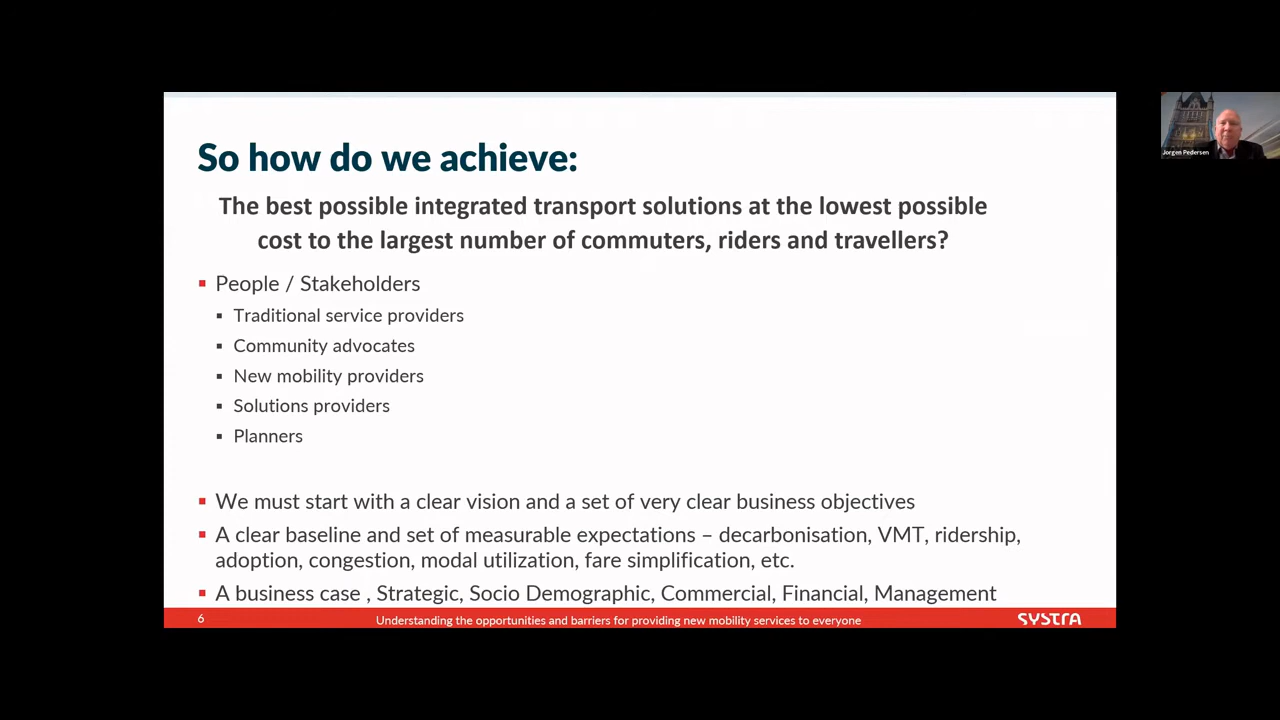 So how do we achieve:
The best possible integrated transport solutions at the lowest possible
cost to the largest number of commuters, riders and travellers?
▪ People / Stakeholders
▪ Traditional service providers
▪ Community advocates
▪ New mobility providers
▪ Solutions providers
▪ Planners
▪ We must start with a clear vision and a set of very clear business objectives
▪ A clear baseline and set of measurable expectations – decarbonisation, VMT, ridership,
adoption, congestion, modal utilization, fare simplification, etc.
▪ A business case , Strategic, Socio Demographic, Commercial, Financial, Management
6
Understanding the opportunities and barriers for providing new mobility services to everyone
SYSTRA
Jorgen Pedersen